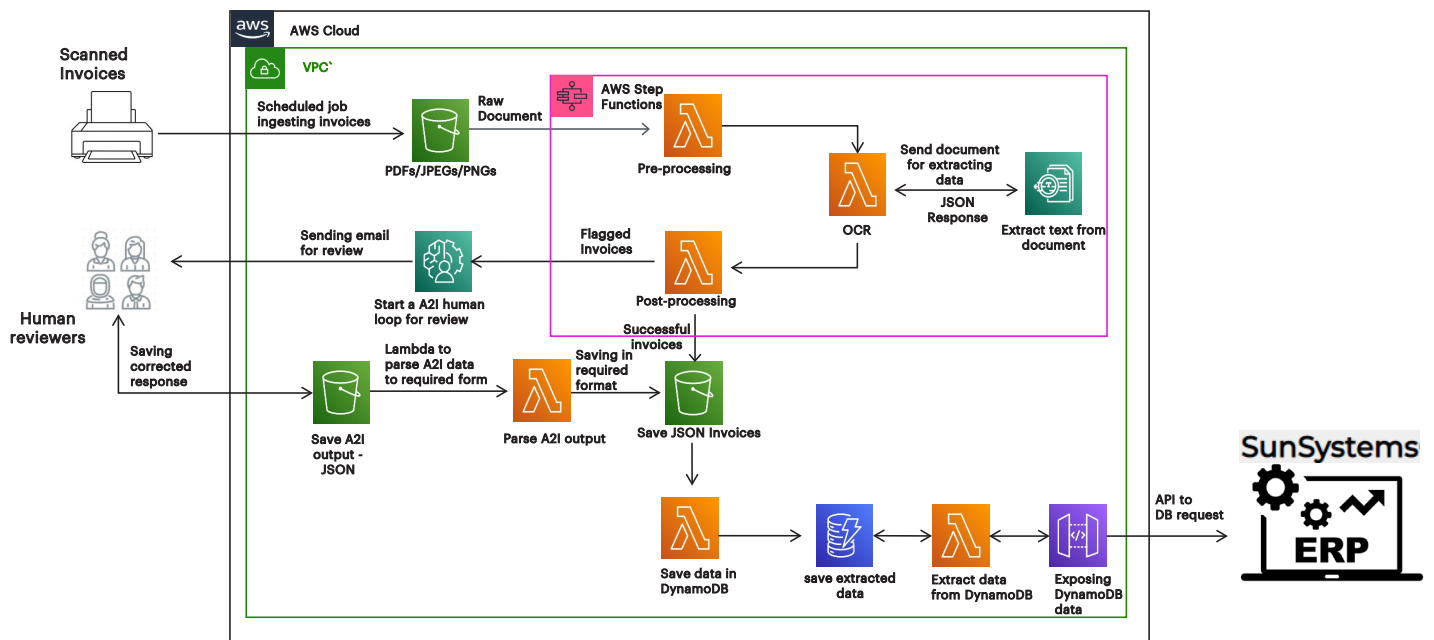 aws
AWS Cloud
VPC`
Scanned
Invoices
Scheduled job
ingesting invoices
PDFs/JPEGs/PNGs
Raw
Document
AWS Step
Functions
Pre-processing
OCR
Send document
for extracting
data
JSON
Response
Extract text from
document
Human
reviewers
Sending email
for review
Start a A2I human
loop for review
Flagged
Invoices
Post-processing
Successful
invoices
Saving
corrected
response
Save A2I
output -
JSON
Lambda to
parse A2I data
to required form
Parse A2I output
Saving in
required
format
Save JSON Invoices
Save data in
DynamoDB
save extracted
data
Extract data
from DynamoDB
Exposing
DynamoDB
data
API to
DB request
SunSystems
ERP